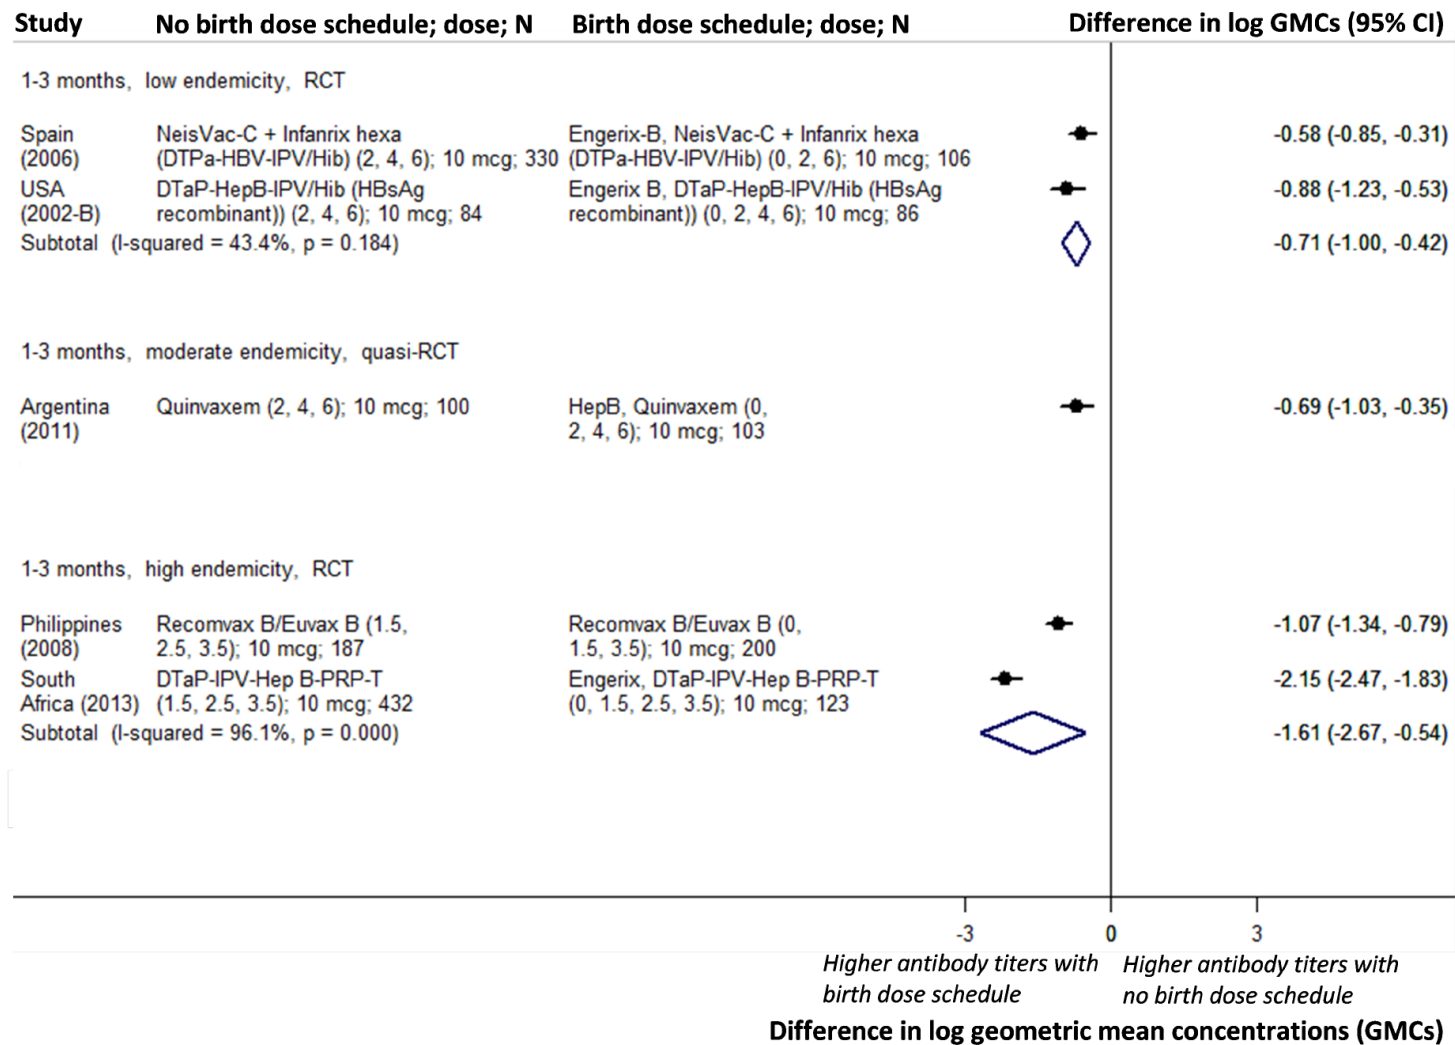 Study No birth dose schedule; dose; N Birth dose schedule; dose; N Difference in log GMCs (95% CI)
1-3 months, low endemicity, RCT
Spain NeisVac-C + Infanrix hexa Engerix-B, NeisVac-C + Infanrix hexa -0.58 (-0.85, -0.31)
(2006) (DTPa-HBV-IPV/Hib) (2, 4, 6); 10 mcg; 330 (DTPa-HBV-IPV/Hib) (0, 2, 6); 10 mcg; 106
USA DTaP-HepB-IPV/Hib (HBsAg Engerix B, DTaP-HepB-IPV/Hib (HBsAg -0.88 (-1.23, -0.53)
(2002-B) recombinant)) (2, 4, 6); 10 mcg; 84 recombinant)) (0, 2, 4, 6); 10 mcg; 86
Subtotal (I-squared = 43.4%, p = 0.184) -0.71 (-1.00, -0.42)
1-3 months, moderate endemicity, quasi-RCT
Argentina Quinvaxem (2, 4, 6); 10 mcg; 100 HepB, Quinvaxem (0, -0.69 (-1.03, -0.35)
(2011) 2, 4, 6); 10 mcg; 103
1-3 months, high endemicity, RCT
Philippines Recomvax B/Euvax B (1.5, Recomvax B/Euvax B (0, -1.07 (-1.34, -0.79)
(2008) 2.5, 3.5); 10 mcg; 187 1.5, 3.5); 10 mcg; 200
South DTaP-IPV-Hep B-PRP-T Engerix, DTaP-IPV-Hep B-PRP-T -2.15 (-2.47, -1.83)
Africa (2013) (1.5, 2.5, 3.5); 10 mcg; 432 (0, 1.5, 2.5, 3.5); 10 mcg; 123
Subtotal (I-squared = 96.1%, p = 0.000) -1.61 (-2.67, -0.54)
-3 0 3
Higher antibody titers with Higher antibody titers with
birth dose schedule no birth dose schedule
Difference in log geometric mean concentrations (GMCs)